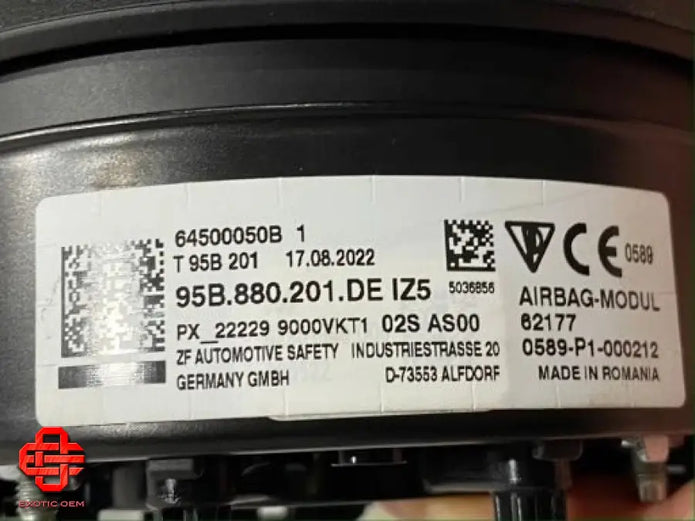 64500050B 1
T 95B 201 17.08.2022
95B.880.201.DE IZ5
PX_22229 9000VKT1 02S AS00
ZF AUTOMOTIVE SAFETY INDUSTRIESTRASSE 20
GERMANY GMBH D-73553 ALFDORF
5036856
CE 0589
AIRBAG-MODUL
62177
0589-P1-000212
MADE IN ROMANIA
EXOTIC OEM